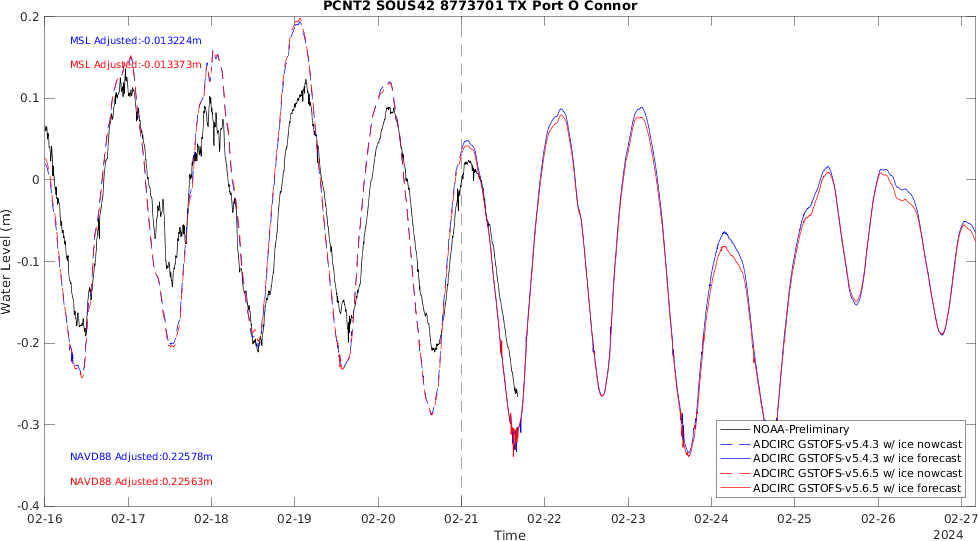 PCNT2 SOUS42 8773701 TX Port O Connor
0.2
MSL Adjusted:-0.013224m
MSL Adjusted:-0.013373m
0.1
0
-0.1
-0.2
-0.3
-0.4
Water Level (m)
NAVD88 Adjusted:0.22578m
NAVD88 Adjusted:0.22563m
NOAA-Preliminary
ADCIRC GSTOFS-v5.4.3 w/ ice nowcast
ADCIRC GSTOFS-v5.4.3 w/ ice forecast
ADCIRC GSTOFS-v5.6.5 w/ ice nowcast
ADCIRC GSTOFS-v5.6.5 w/ ice forecast
02-16 02-17 02-18 02-19 02-20 02-21 02-22 02-23 02-24 02-25 02-26 02-27
Time
2024